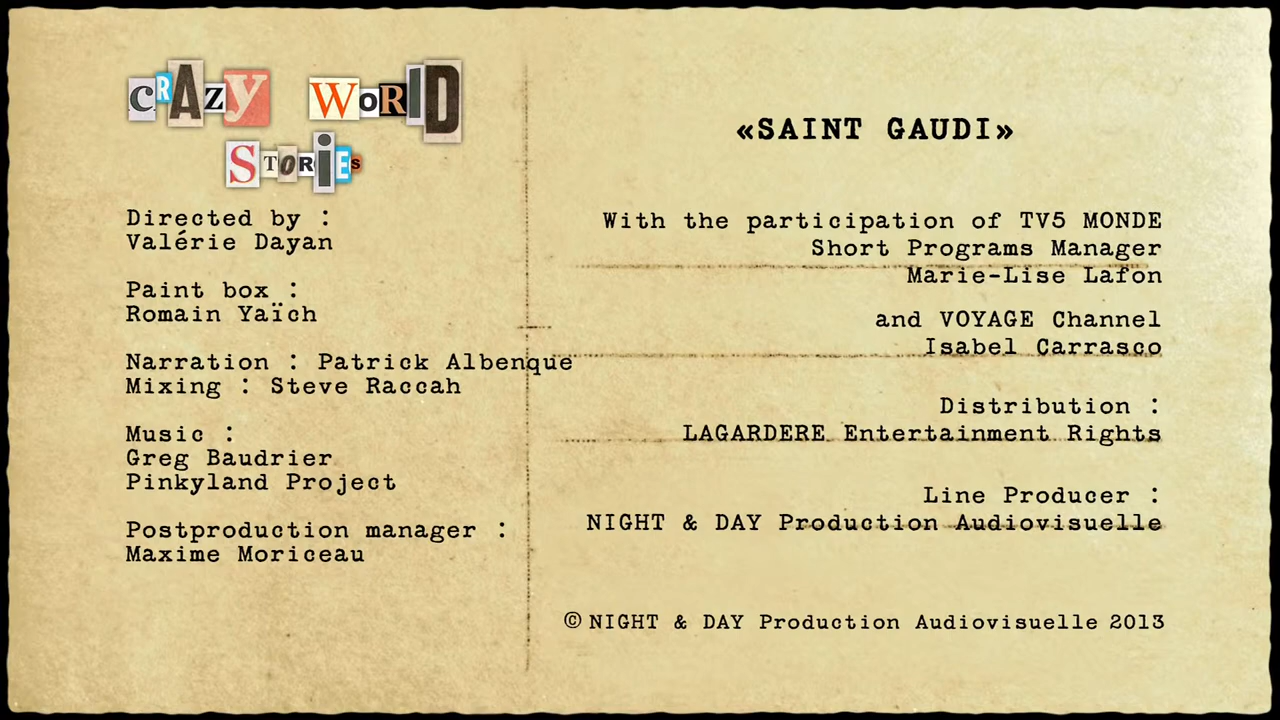 CRAZY WORLD
STORiES
Directed by :
Valérie Dayan
Paint box :
Romain Yaïch
Narration : Patrick Albenque
Mixing : Steve Raccah
Music :
Greg Baudrier
Pinkyland Project
Postproduction manager :
Maxime Moriceau
«SAINT GAUDI»
With the participation of TV5 MONDE
Short Programs Manager
Marie-Lise Lafon
and VOYAGE Channel
Isabel Carrasco
Distribution :
LAGARDERE Entertainment Rights
Line Producer :
NIGHT & DAY Production Audiovisuelle
© NIGHT & DAY Production Audiovisuelle 2013